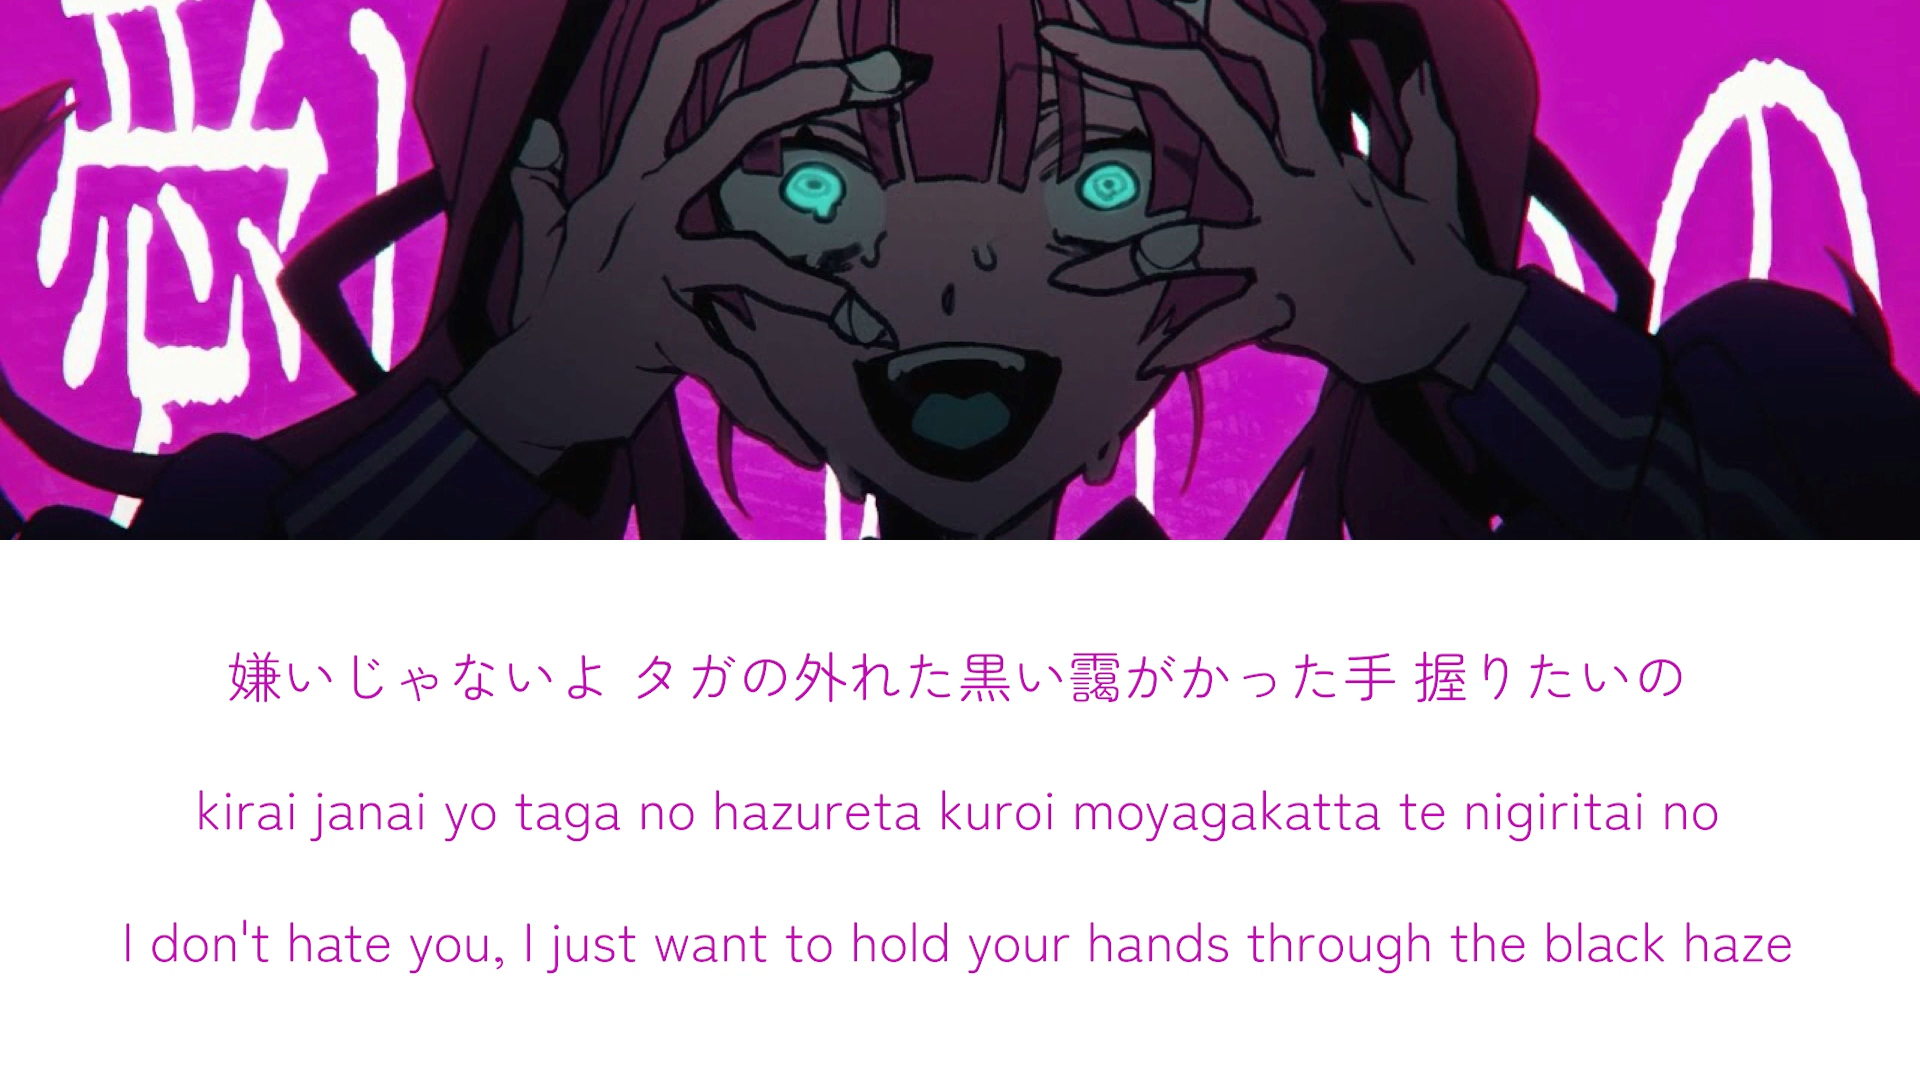 嫌いじゃないよ タガの外れた黒い靄がかった手 握りたいの
kirai janai yo taga no hazureta kuroi moyagakatta te nigiritai no
I don't hate you, I just want to hold your hands through the black haze